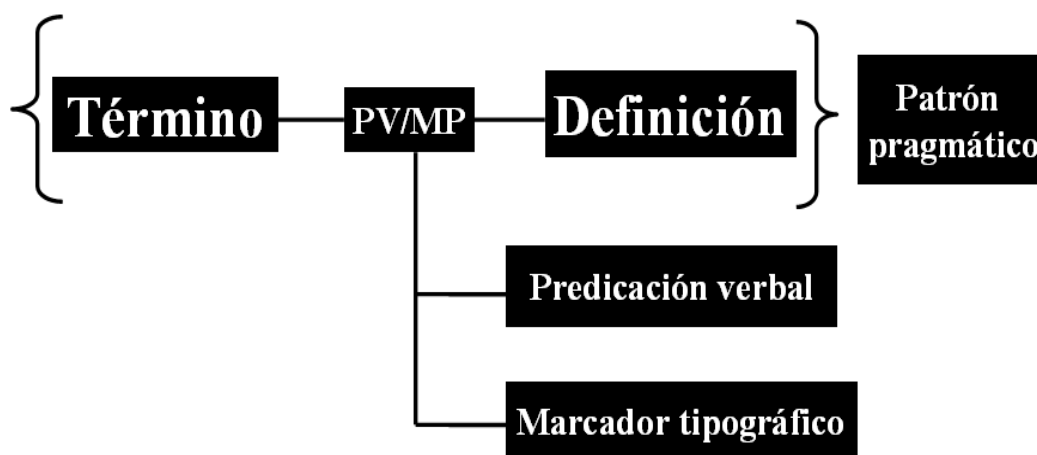 Término
PV/MP
Definición
Patrón
pragmático
Predicación verbal
Marcador tipográfico